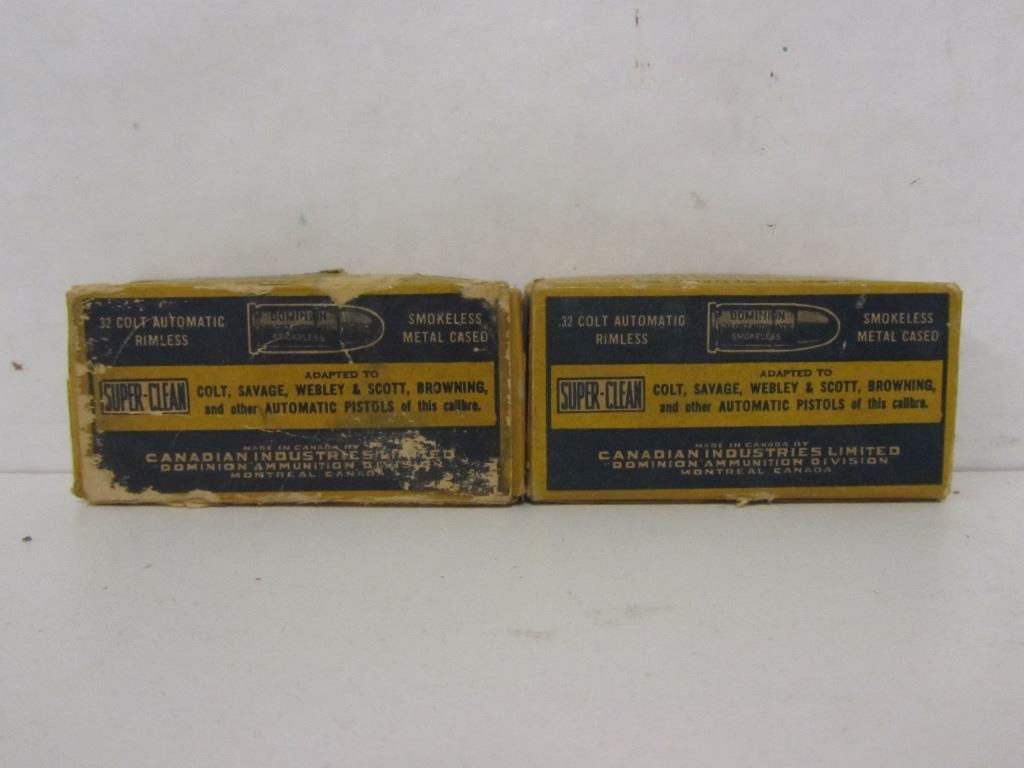 .32 COLT AUTOMATIC
RIMLESS
DOMINION
SMOKELESS
SMOKELESS
METAL CASED
SUPER-CLEAN
ADAPTED TO
COLT, SAVAGE, WEBLEY & SCOTT, BROWNING,
and other AUTOMATIC PISTOLS of this calibre.
MADE IN CANADA BY
CANADIAN INDUSTRIES LIMITED
DOMINION AMMUNITION DIVISION
MONTREAL, CANADA
.32 COLT AUTOMATIC
RIMLESS
DOMINION
SMOKELESS
SMOKELESS
METAL CASED
SUPER-CLEAN
ADAPTED TO
COLT, SAVAGE, WEBLEY & SCOTT, BROWNING,
and other AUTOMATIC PISTOLS of this calibre.
MADE IN CANADA BY
CANADIAN INDUSTRIES LIMITED
DOMINION AMMUNITION DIVISION
MONTREAL, CANADA